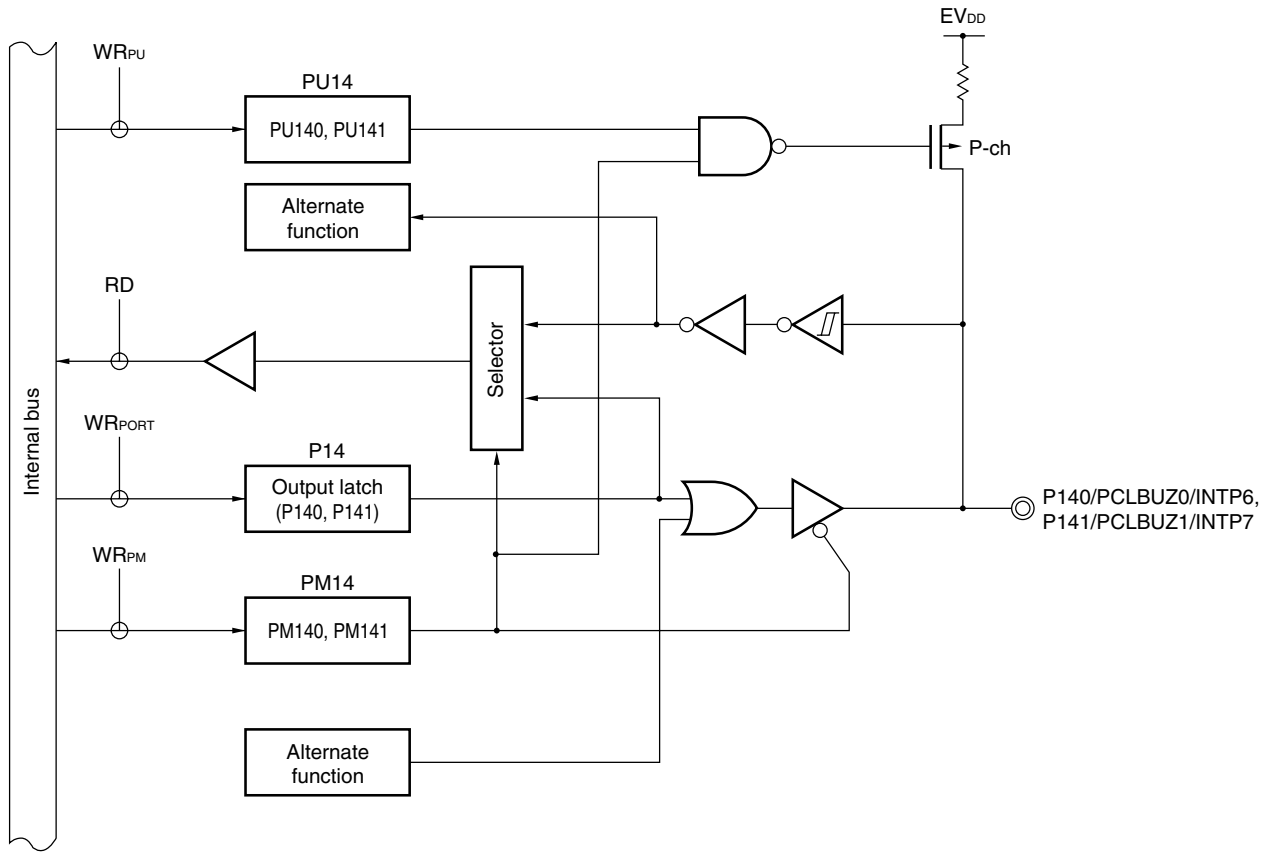 EVDD
WRPU
PU14
PU140, PU141
P-ch
Alternate
function
RD
Selector
Internal bus
WRPORT
P14
Output latch
(P140, P141)
P140/PCLBUZ0/INTP6,
P141/PCLBUZ1/INTP7
WRPM
PM14
PM140, PM141
Alternate
function